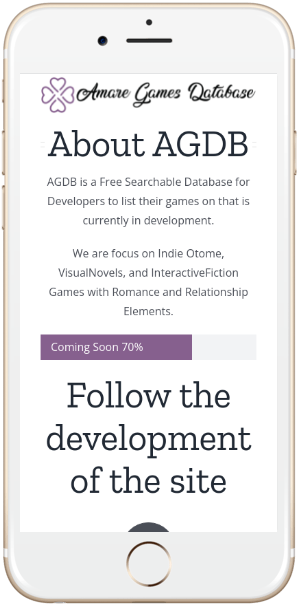 Amare Games Database
About AGDB
AGDB is a Free Searchable Database for
Developers to list their games on that is
currently in development.
We are focus on Indie Otome,
VisualNovels, and InteractiveFiction
Games with Romance and Relationship
Elements.
Coming Soon 70%
Follow the
development
of the site